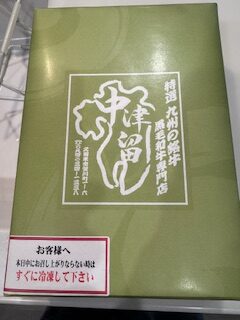 特選 九州の銘牛
黒毛和牛専門店
中津留
お客様へ
本日中にお召し上がりならない時は
すぐに冷凍して下さい